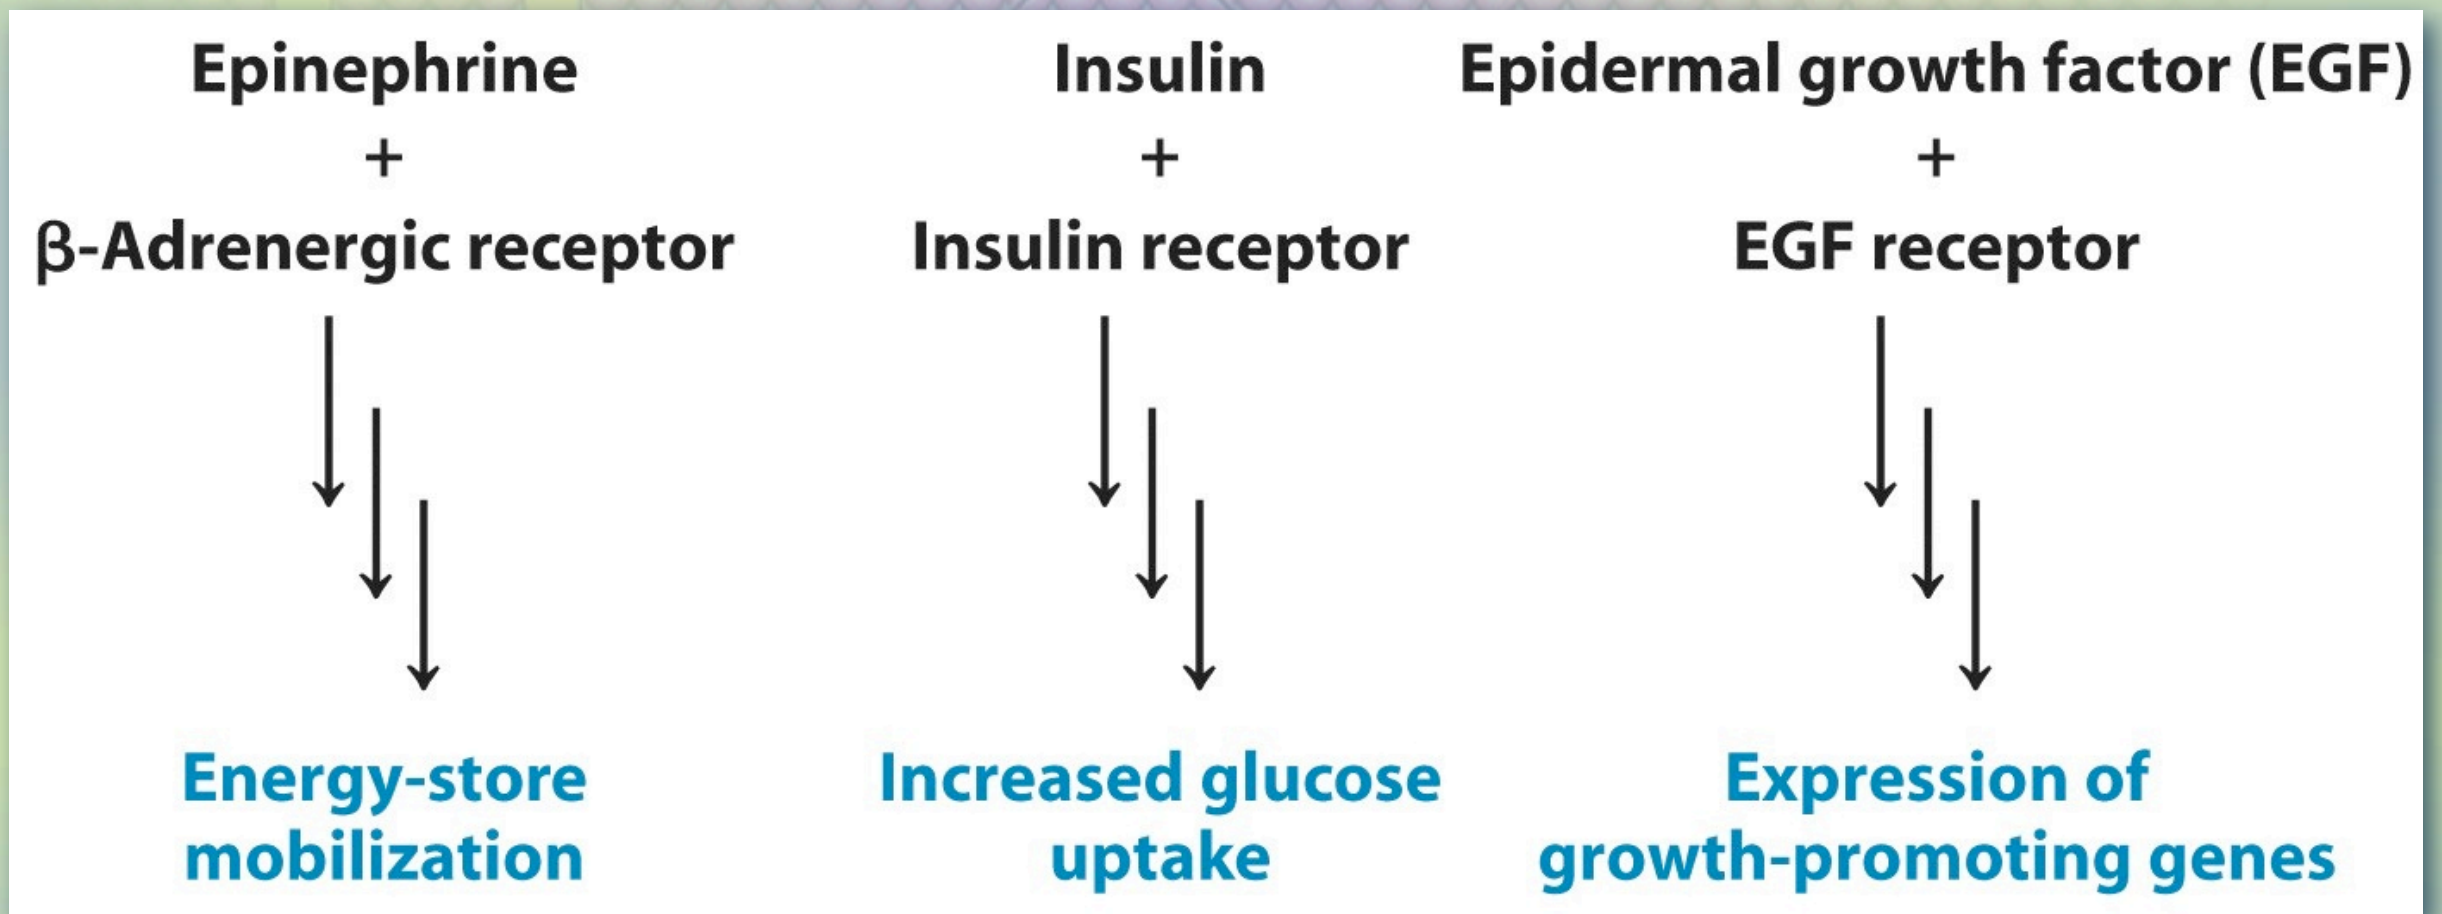 Epinephrine
+
β-Adrenergic receptor
Energy-store
mobilization
Insulin
+
Insulin receptor
Increased glucose
uptake
Epidermal growth factor (EGF)
+
EGF receptor
Expression of
growth-promoting genes